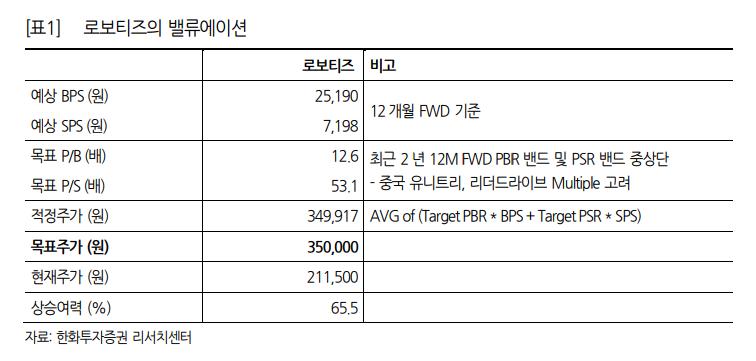 [표1] 로보티즈의 밸류에이션
로보티즈 비고
예상 BPS (원) 25,190
12개월 FWD 기준
예상 SPS (원) 7,198
목표 P/B (배) 12.6 최근 2년 12M FWD PBR 밴드 및 PSR 밴드 중상단
목표 P/S (배) 53.1 - 중국 유니트리, 리더드라이브 Multiple 고려
적정주가 (원) 349,917 AVG of (Target PBR * BPS + Target PSR * SPS)
목표주가 (원) 350,000
현재주가 (원) 211,500
상승여력 (%) 65.5
자료: 한화투자증권 리서치센터